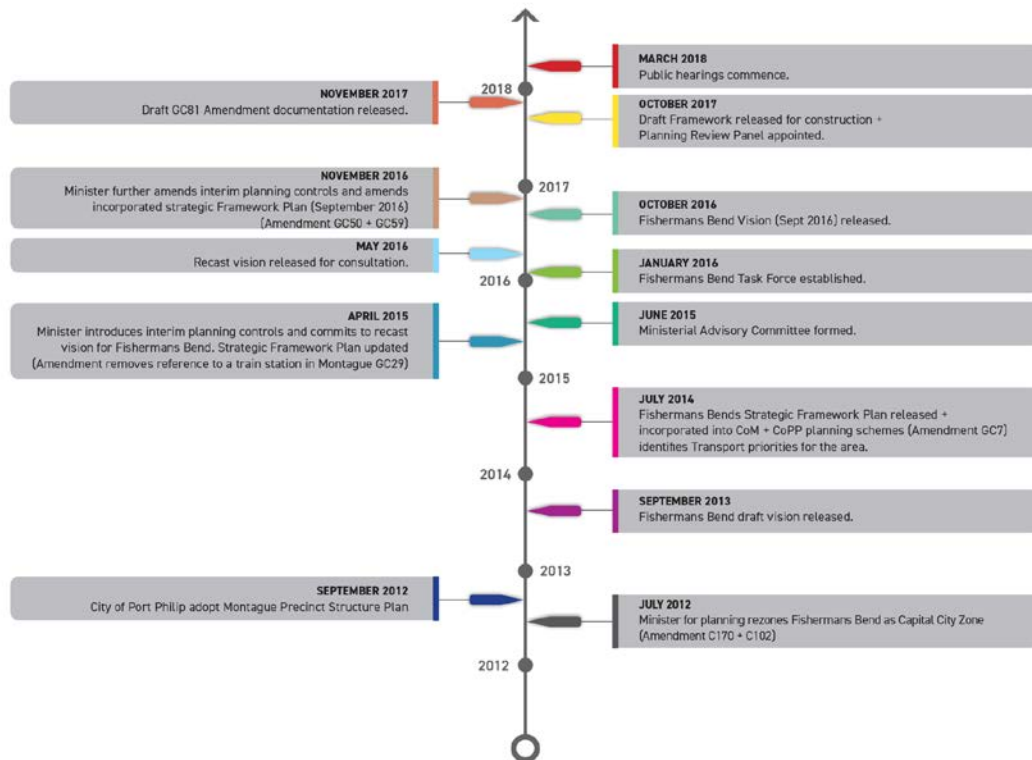 MARCH 2018
Public hearings commence.
2018
NOVEMBER 2017
Draft GC81 Amendment documentation released.
OCTOBER 2017
Draft Framework released for construction +
Planning Review Panel appointed.
NOVEMBER 2016
Minister further amends interim planning controls and amends
incorporated strategic Framework Plan (September 2016)
(Amendment GC50 + GC59)
2017
OCTOBER 2016
Fishermans Bend Vision (Sept 2016) released.
MAY 2016
Recast vision released for consultation.
JANUARY 2016
Fishermans Bend Task Force established.
2016
APRIL 2015
Minister introduces interim planning controls and commits to recast
vision for Fishermans Bend. Strategic Framework Plan updated
(Amendment removes reference to a train station in Montague GC29)
JUNE 2015
Ministerial Advisory Committee formed.
2015
JULY 2014
Fishermans Bends Strategic Framework Plan released +
incorporated into CoM + CoPP planning schemes (Amendment GC7)
identifies Transport priorities for the area.
2014
SEPTEMBER 2013
Fishermans Bend draft vision released.
2013
SEPTEMBER 2012
City of Port Philip adopt Montague Precinct Structure Plan
JULY 2012
Minister for planning rezones Fishermans Bend as Capital City Zone
(Amendment C170 + C102)
2012